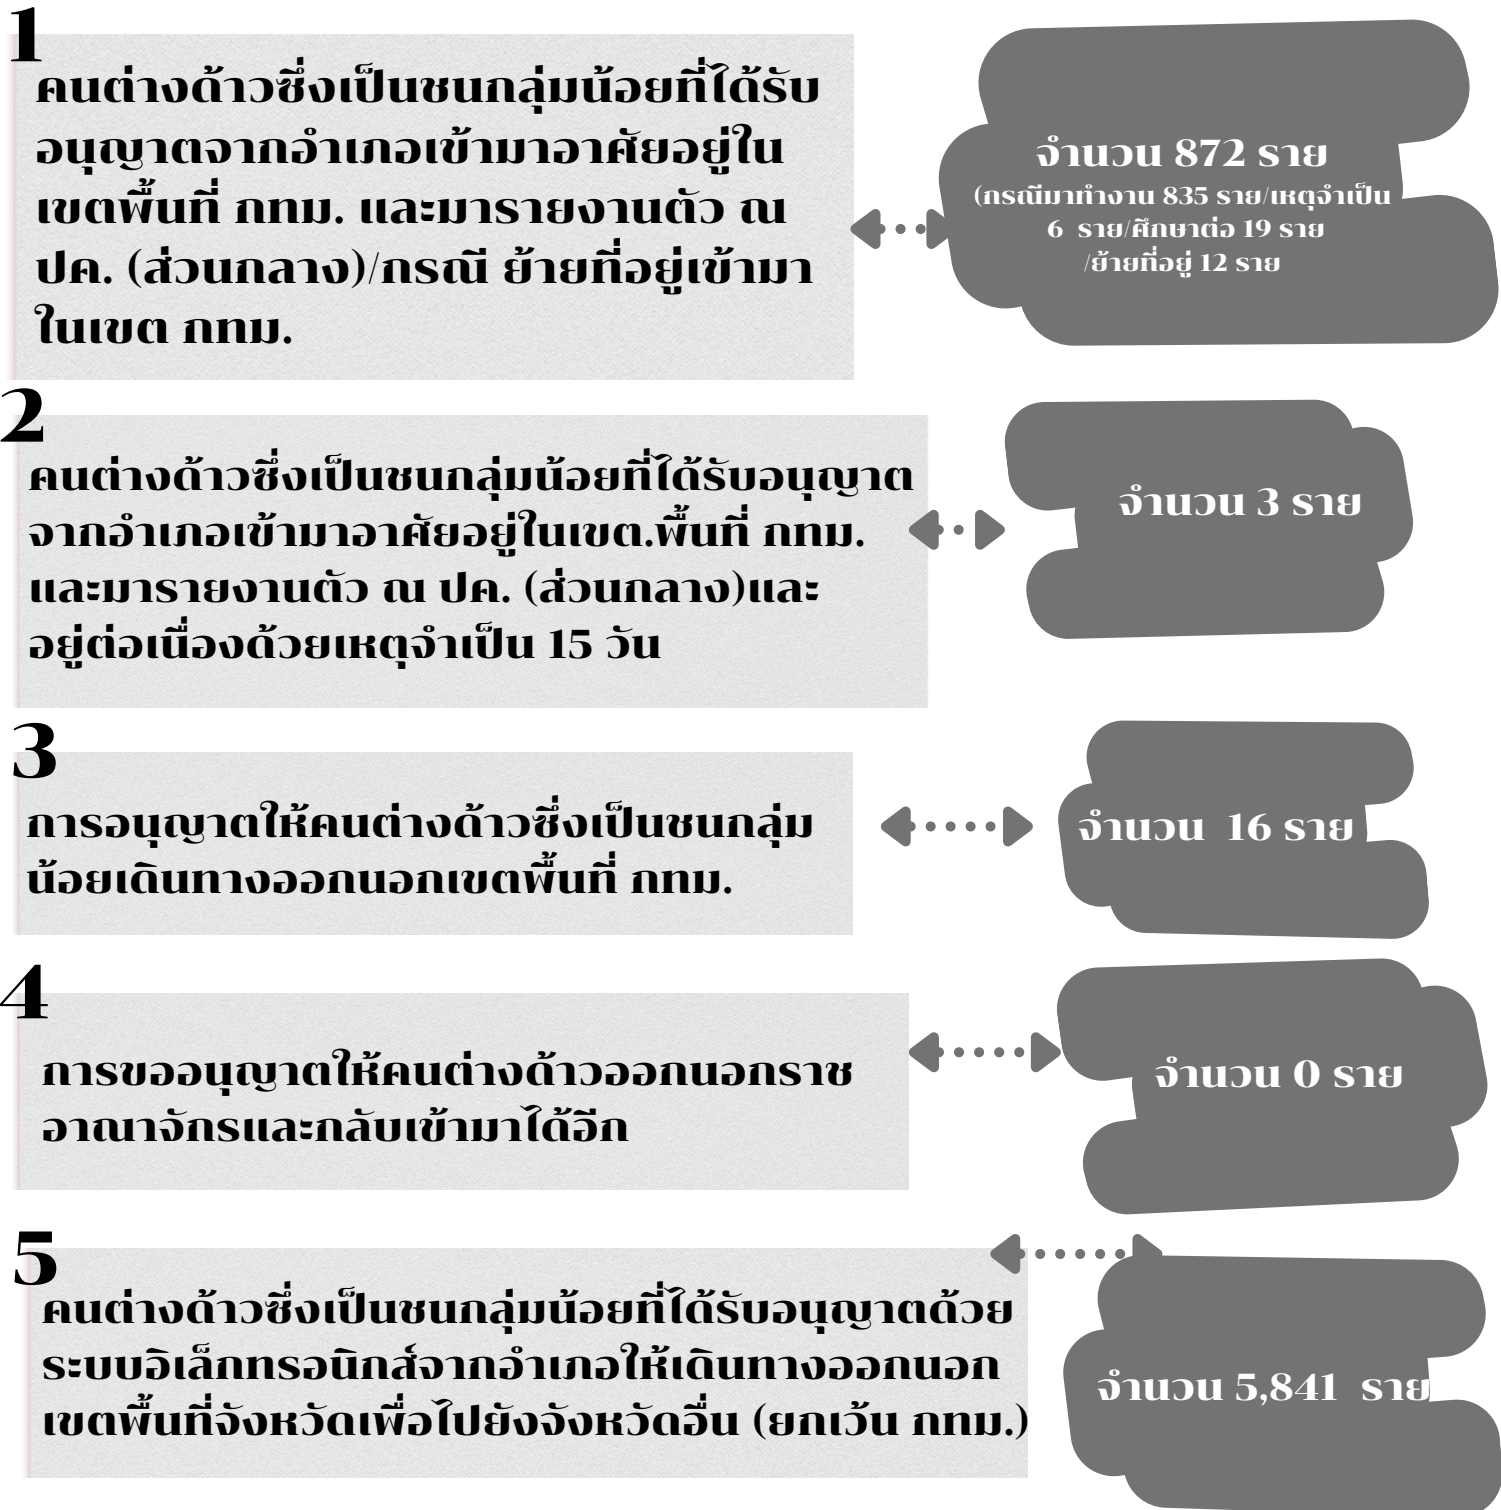 1
คนต่างด้าวซึ่งเป็นชนกลุ่มน้อยที่ได้รับ
อนุญาตจากอำเภอเข้ามาอาศัยอยู่ใน
เขตพื้นที่ กทม. และมารายงานตัว ณ
ปค. (ส่วนกลาง)/กรณี ย้ายที่อยู่เข้ามา
ในเขต กทม.
จำนวน 872 ราย
(กรณีมาทำงาน 835 ราย/เหตุจำเป็น
6 ราย/ศึกษาต่อ 19 ราย
/ย้ายที่อยู่ 12 ราย
2
คนต่างด้าวซึ่งเป็นชนกลุ่มน้อยที่ได้รับอนุญาต
จากอำเภอเข้ามาอาศัยอยู่ในเขต.พื้นที่ กทม.
และมารายงานตัว ณ ปค. (ส่วนกลาง)และ
อยู่ต่อเนื่องด้วยเหตุจำเป็น 15 วัน
จำนวน 3 ราย
3
การอนุญาตให้คนต่างด้าวซึ่งเป็นชนกลุ่ม
น้อยเดินทางออกนอกเขตพื้นที่ กทม.
จำนวน 16 ราย
4
การขออนุญาตให้คนต่างด้าวออกนอกราช
อาณาจักรและกลับเข้ามาได้อีก
จำนวน 0 ราย
5
คนต่างด้าวซึ่งเป็นชนกลุ่มน้อยที่ได้รับอนุญาตด้วย
ระบบอิเล็กทรอนิกส์จากอำเภอให้เดินทางออกนอก
เขตพื้นที่จังหวัดเพื่อไปยังจังหวัดอื่น (ยกเว้น กทม.)
จำนวน 5,841 ราย